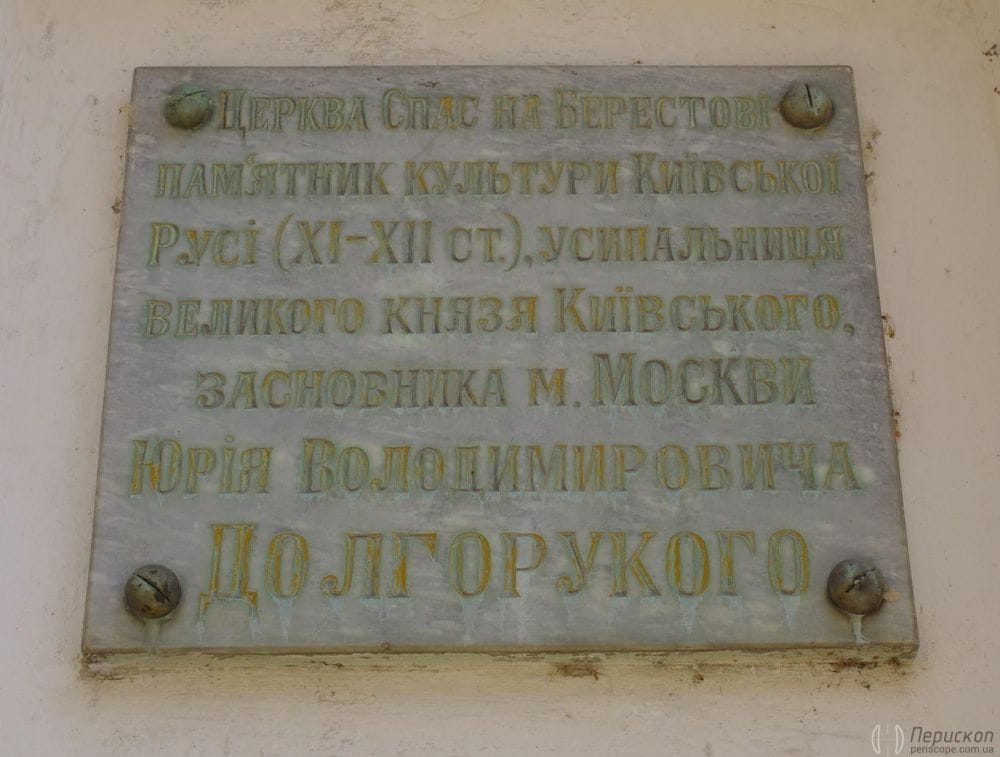 Церква Спас на Берестові
пам'ятник культури Київської
Русі (XI-XII ст.), усипальниця
великого князя Київського,
засновника м. Москви
Юрія Володимировича
Долгорукого
Перископ
periscope.com.ua